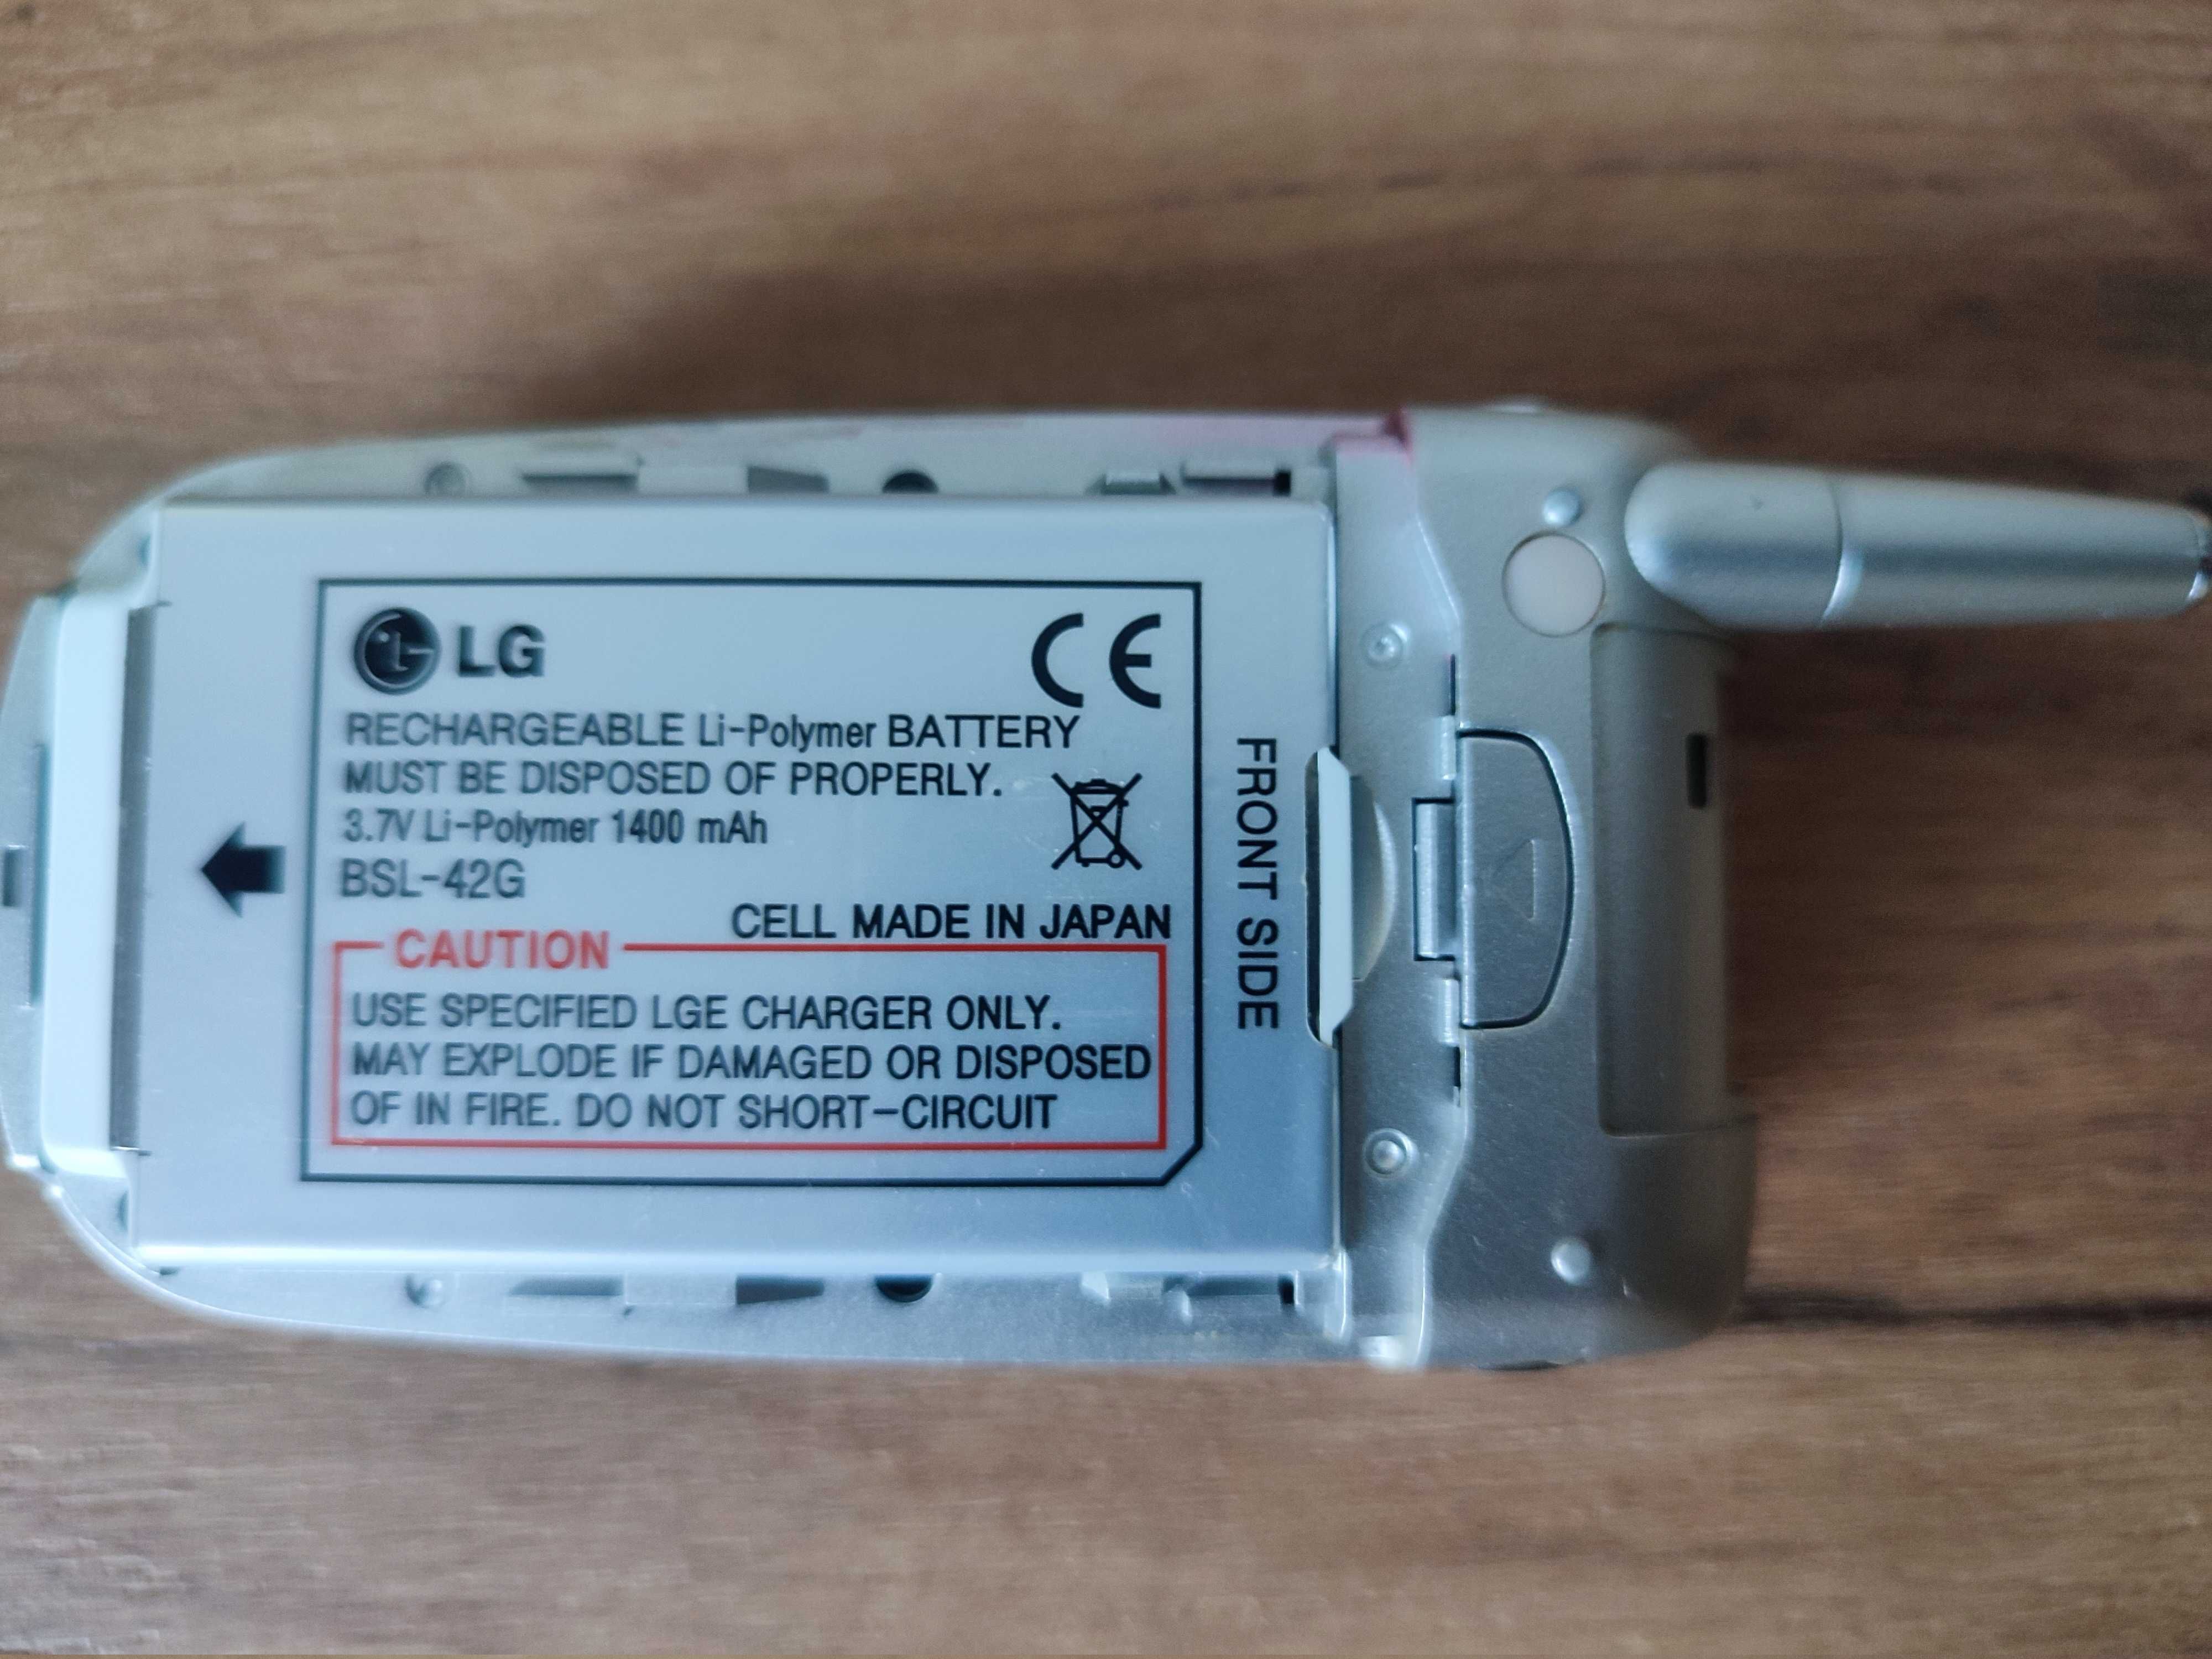 LG
CE
RECHARGEABLE Li-Polymer BATTERY
MUST BE DISPOSED OF PROPERLY.
3.7V Li-Polymer 1400 mAh
BSL-42G
CELL MADE IN JAPAN
CAUTION
USE SPECIFIED LGE CHARGER ONLY.
MAY EXPLODE IF DAMAGED OR DISPOSED
OF IN FIRE. DO NOT SHORT-CIRCUIT
FRONT SIDE